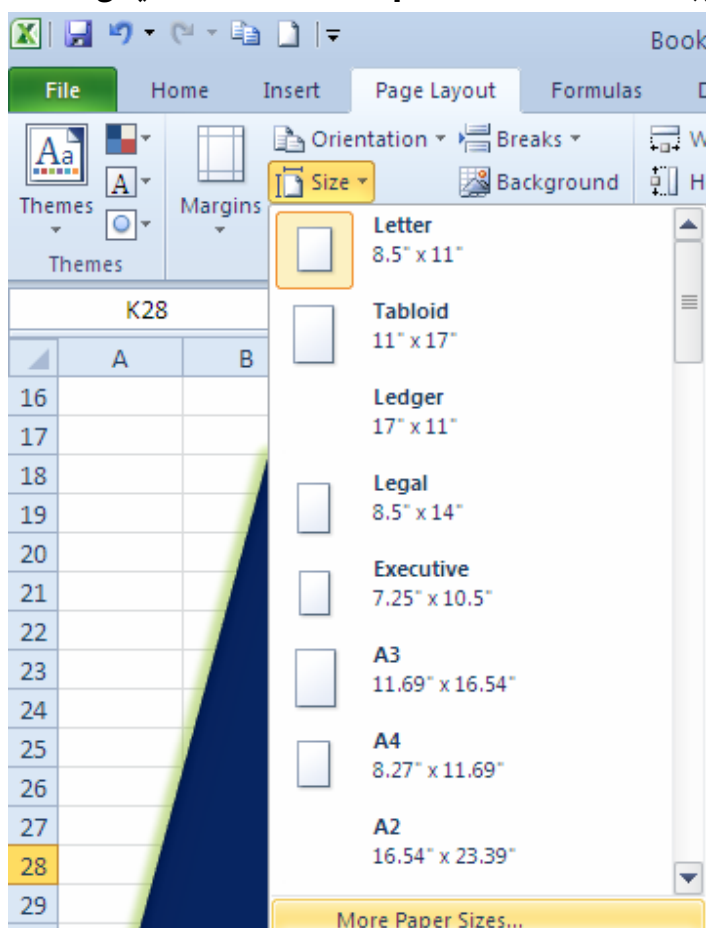 Book
File Home Insert Page Layout Formulas
Orientation Breaks
Size Background
Themes Margins
Themes
Letter
8.5" x 11"
K28
Tabloid
11" x 17"
A B
Ledger
17" x 11"
Legal
8.5" x 14"
Executive
7.25" x 10.5"
A3
11.69" x 16.54"
A4
8.27" x 11.69"
A2
16.54" x 23.39"
More Paper Sizes...
16
17
18
19
20
21
22
23
24
25
26
27
28
29